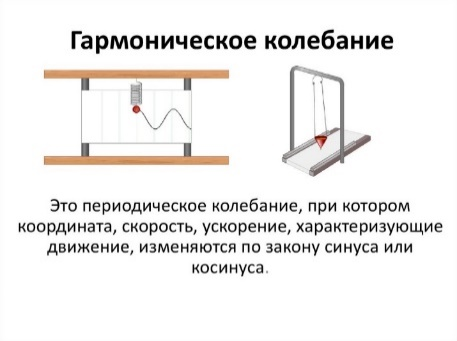 Гармоническое колебание
Это периодическое колебание, при котором
координата, скорость, ускорение, характеризующие
движение, изменяются по закону синуса или
косинуса.